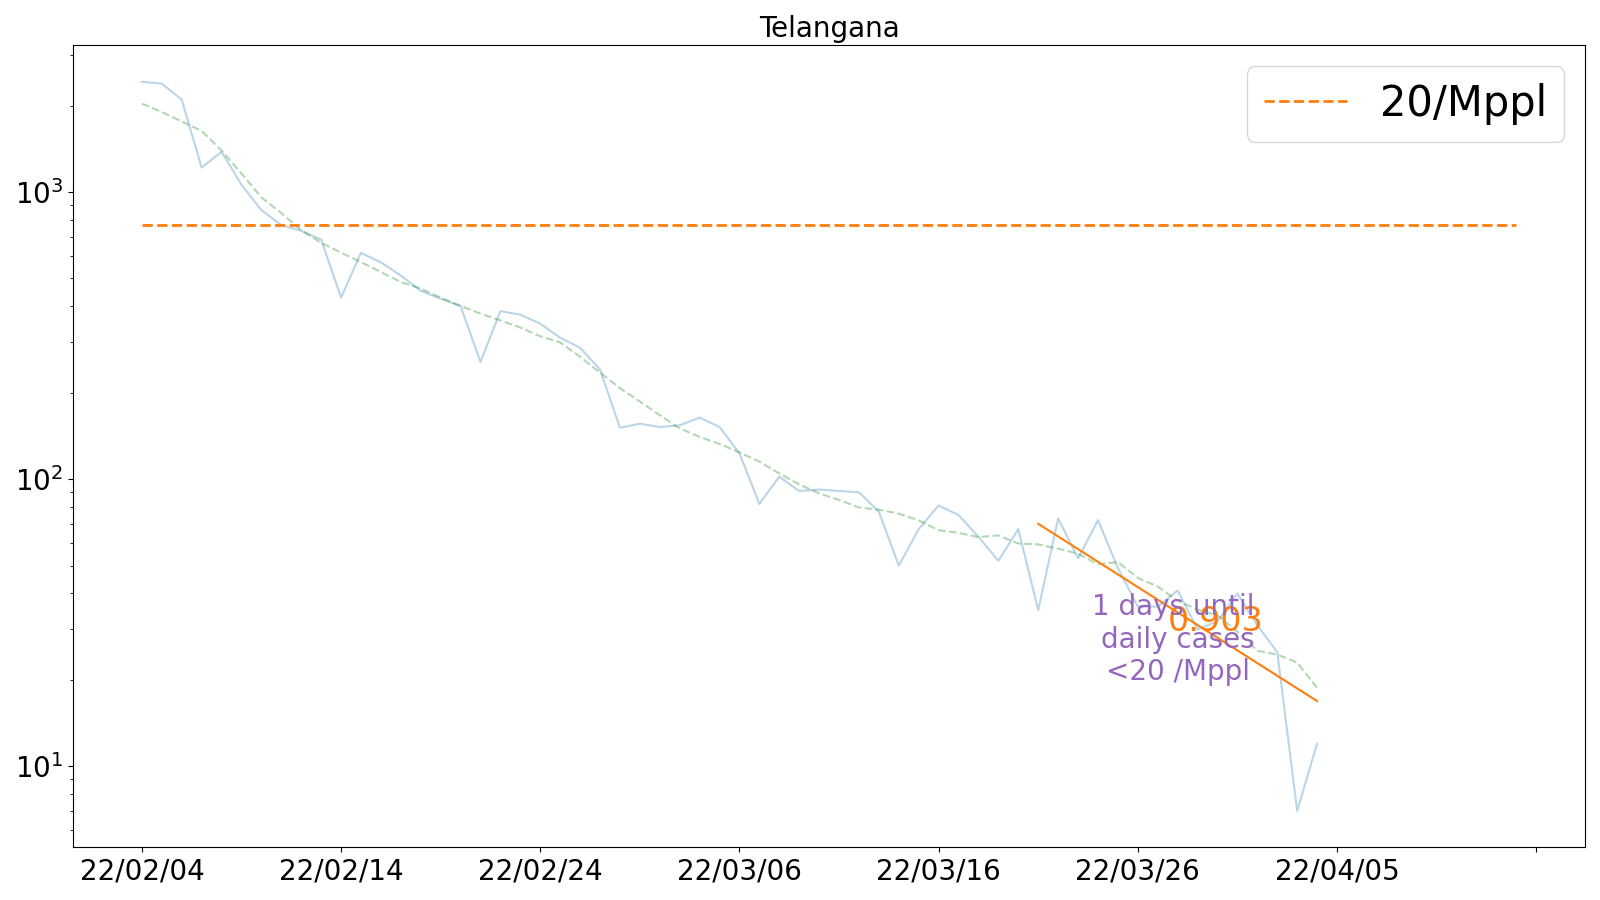 Telangana
20/Mppl
10³
10²
10¹
1 days until
daily cases
<20 /Mppl
0.903
22/02/04 22/02/14 22/02/24 22/03/06 22/03/16 22/03/26 22/04/05